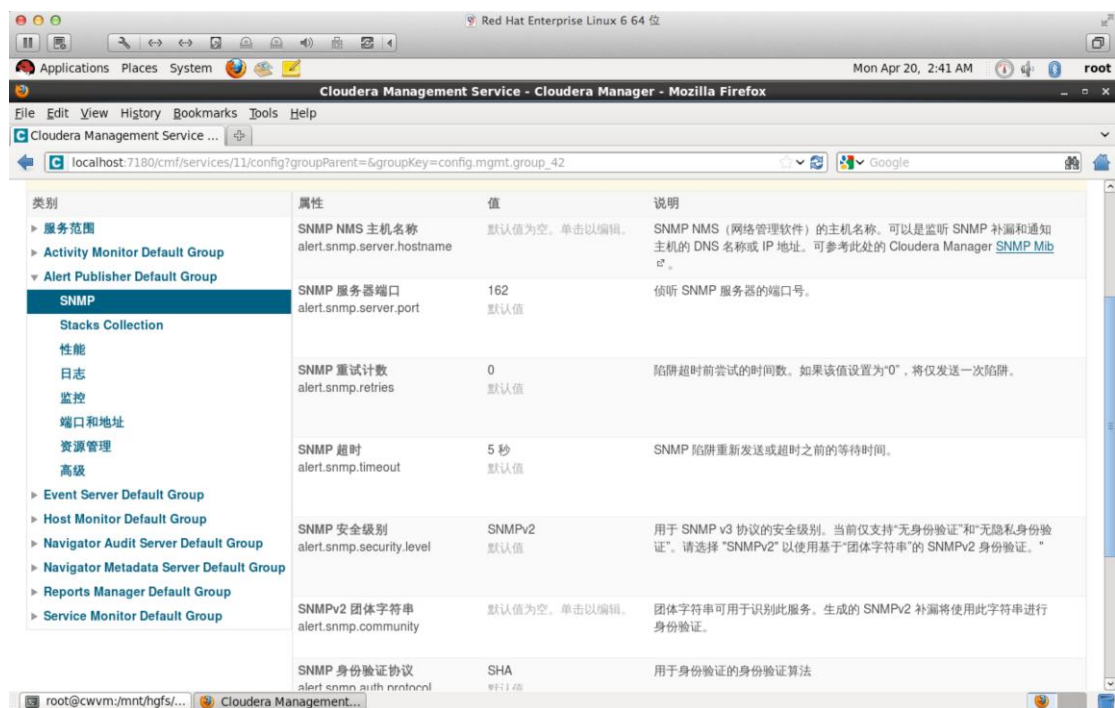 Red Hat Enterprise Linux 6 64 位
Applications Places System
Mon Apr 20, 2:41 AM
root
Cloudera Management Service - Cloudera Manager - Mozilla Firefox
File Edit View History Bookmarks Tools Help
Cloudera Management Service ...
localhost:7180/cmf/services/11/config?groupParent=&groupKey=config.mgmt.group_42
Google
类别
服务范围
Activity Monitor Default Group
Alert Publisher Default Group
SNMP
Stacks Collection
性能
日志
监控
端口和地址
资源管理
高级
Event Server Default Group
Host Monitor Default Group
Navigator Audit Server Default Group
Navigator Metadata Server Default Group
Reports Manager Default Group
Service Monitor Default Group
属性 值 说明
SNMP NMS 主机名称
alert.snmp.server.hostname
默认值为空。单击以编辑。
SNMP NMS（网络管理软件）的主机名称。可以是监听 SNMP 补漏和通知
主机的 DNS 名称或 IP 地址。可参考此处的 Cloudera Manager SNMP Mib
。
SNMP 服务器端口
alert.snmp.server.port
162
默认值
侦听 SNMP 服务器的端口号。
SNMP 重试计数
alert.snmp.retries
0
默认值
陷阱超时前尝试的时间数。如果该值设置为“0”，将仅发送一次陷阱。
SNMP 超时
alert.snmp.timeout
5 秒
默认值
SNMP 陷阱重新发送或超时之前的等待时间。
SNMP 安全级别
alert.snmp.security.level
SNMPv2
默认值
用于 SNMP v3 协议的安全级别。当前仅支持“无身份验证”和“无隐私身份验
证”。请选择 "SNMPv2" 以使用基于“团体字符串”的 SNMPv2 身份验证。"
SNMPv2 团体字符串
alert.snmp.community
默认值为空。单击以编辑。
团体字符串可用于识别此服务。生成的 SNMPv2 补漏将使用此字符串进行
身份验证。
SNMP 身份验证协议
alert.snmp.auth.protocol
SHA
默认值
用于身份验证的身份验证算法
root@cwvm:/mnt/hgfs/...
Cloudera Management...